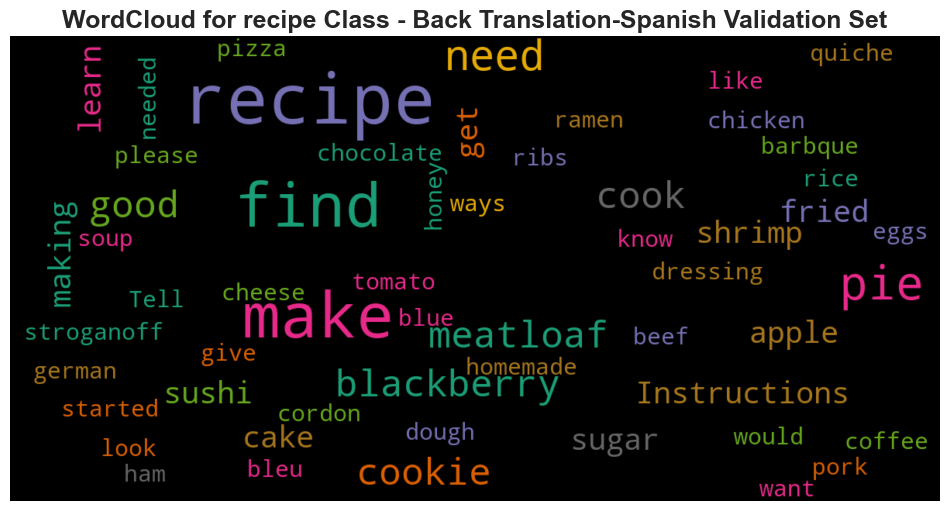 WordCloud for recipe Class - Back Translation-Spanish Validation Set
pizza
need
quiche
learn
needed
recipe
like
get
ramen
chicken
please
chocolate
ribs
barbque
honey
rice
good
find
ways
cook
fried
making
soup
know
shrimp
eggs
tomato
dressing
pie
Tell
cheese
make
blue
stroganoff
meatloaf
beef
apple
give
german
homemade
sushi
blackberry
Instructions
started
cordon
look
cake
dough
sugar
would
coffee
ham
bleu
cookie
pork
want